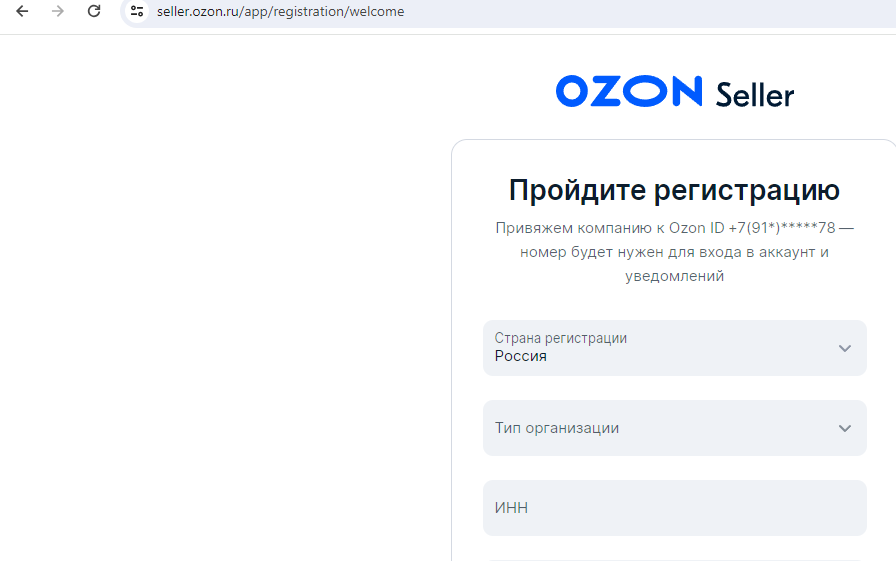 seller.ozon.ru/app/registration/welcome
OZON Seller
Пройдите регистрацию
Привяжем компанию к Ozon ID +7(91*)*****78 —
номер будет нужен для входа в аккаунт и
уведомлений
Страна регистрации
Россия
Тип организации
ИНН